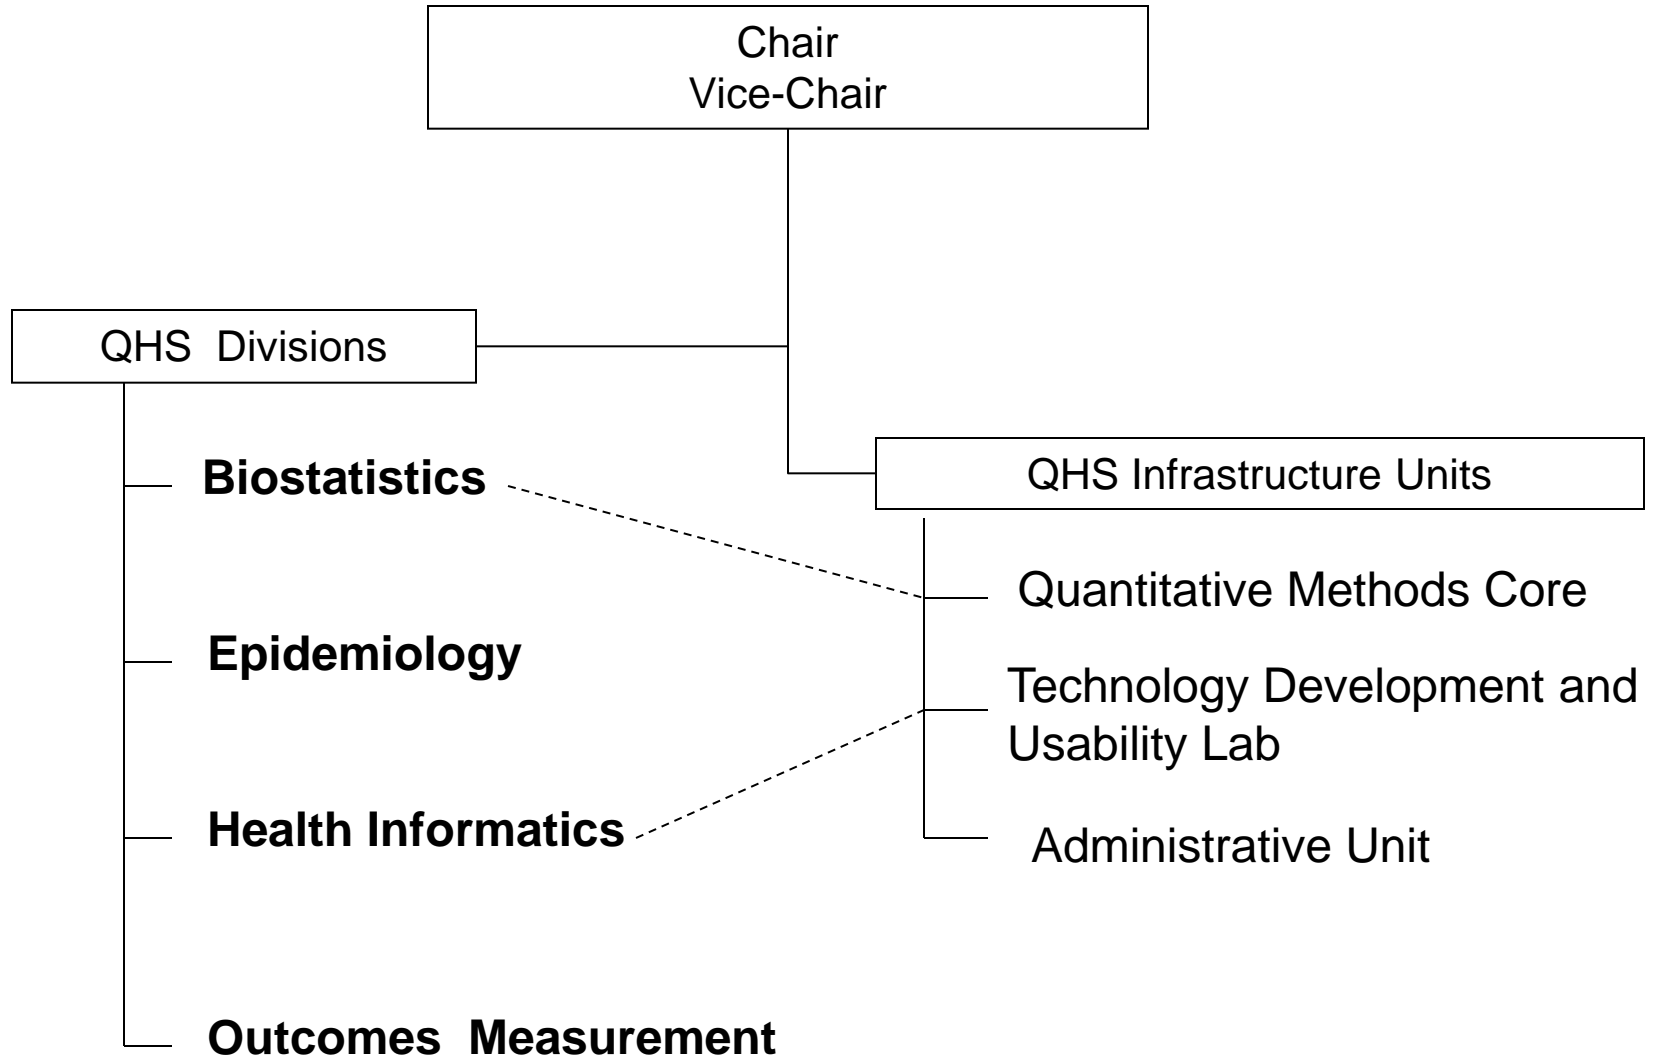 Chair
Vice-Chair
QHS  Divisions
Biostatistics
Epidemiology
Health Informatics
Outcomes  Measurement
QHS Infrastructure Units
Quantitative Methods Core
Technology Development and
Usability Lab
Administrative Unit